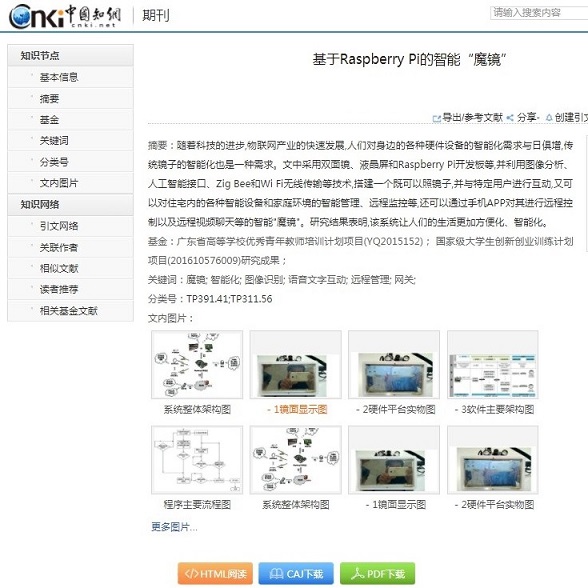 Cnki 中国知网
cnki.net
期刊
请输入搜索内容
知识节点
基本信息
摘要
基金
关键词
分类号
文内图片
知识网络
引文网络
关联作者
相似文献
读者推荐
相关基金文献
基于Raspberry Pi的智能“魔镜”
导出/参考文献 分享 创建引文
摘要：随着科技的进步,物联网产业的快速发展,人们对身边的各种硬件设备的智能化需求与日俱增,传
统镜子的智能化也是一种需求。文中采用双面镜、液晶屏和Raspberry Pi开发板等,并利用图像分析、
人工智能接口、Zig Bee和Wi Fi无线传输等技术,搭建一个既可以照镜子,并与特定用户进行互动,又可
以对住宅内的各种智能设备和家庭环境的智能管理、远程监控等,还可以通过手机APP对其进行远程控
制以及远程视频聊天等的智能“魔镜”。研究结果表明,该系统让人们的生活更加方便化、智能化。
基金：广东省高等学校优秀青年教师培训计划项目(YQ2015152)； 国家级大学生创新创业训练计划
项目(201610576009)研究成果；
关键词：魔镜; 智能化; 图像识别; 语音文字互动; 远程管理; 网关;
分类号：TP391.41;TP311.56
文内图片：
系统整体架构图
- 1镜面显示图
- 2硬件平台实物图
- 3软件主要架构图
程序主要流程图
系统整体架构图
- 1镜面显示图
- 2硬件平台实物图
更多图片...
HTML阅读
CAJ下载
PDF下载